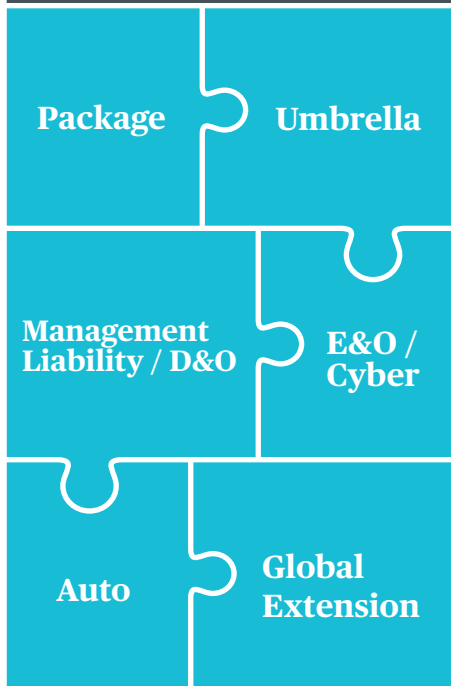 Package
Umbrella
Management
Liability / D&O
E&O /
Cyber
Auto
Global
Extension